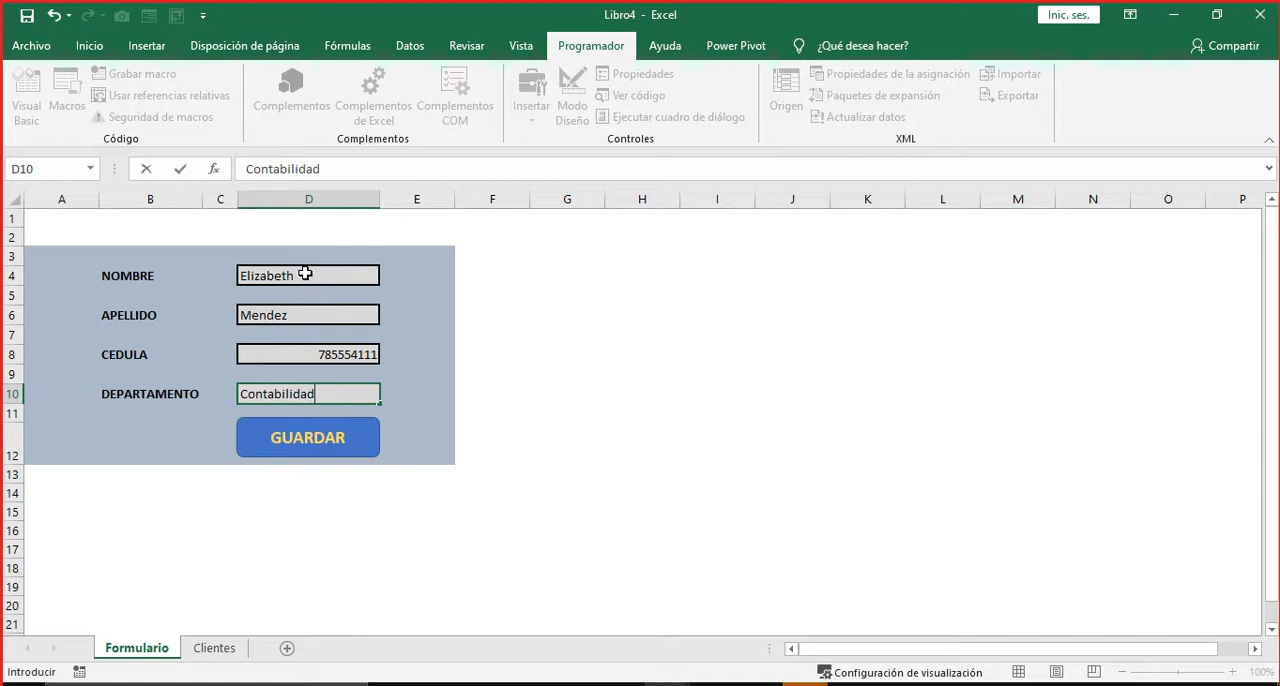 Libro4 - Excel
Inic. ses.
Archivo Inicio Insertar Disposición de página Fórmulas Datos Revisar Vista Programador Ayuda Power Pivot ¿Qué desea hacer? Compartir
Visual Basic
Macros
Grabar macro
Usar referencias relativas
Seguridad de macros
Código
Complementos
Complementos de Excel
Complementos COM
Complementos
Insertar
Modo Diseño
Propiedades
Ver código
Ejecutar cuadro de diálogo
Controles
Origen
Propiedades de la asignación
Paquetes de expansión
Actualizar datos
Importar
Exportar
XML
D10 fx Contabilidad
A B C D E F G H I J K L M N O P
1
2
3
4 NOMBRE Elizabeth
5
6 APELLIDO Mendez
7
8 CEDULA 785554111
9
10 DEPARTAMENTO Contabilidad
11
12 GUARDAR
13
14
15
16
17
18
19
20
21
Formulario Clientes
Introducir Configuración de visualización 100%